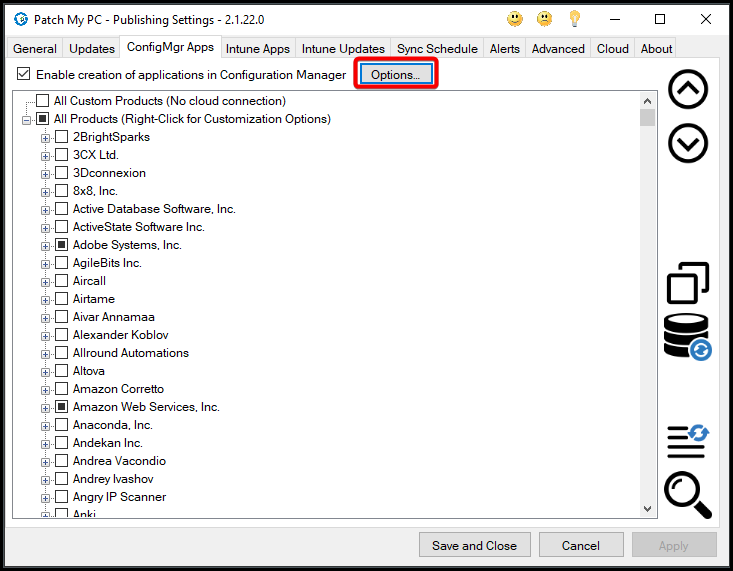 Patch My PC - Publishing Settings - 2.1.22.0
General Updates ConfigMgr Apps Intune Apps Intune Updates Sync Schedule Alerts Advanced Cloud About
Enable creation of applications in Configuration Manager Options...
All Custom Products (No cloud connection)
All Products (Right-Click for Customization Options)
2BrightSparks
3CX Ltd.
3Dconnexion
8x8, Inc.
Active Database Software, Inc.
ActiveState Software Inc.
Adobe Systems, Inc.
AgileBits Inc.
Aircall
Airtame
Aivar Annamaa
Alexander Koblov
Allround Automations
Altova
Amazon Corretto
Amazon Web Services, Inc.
Anaconda, Inc.
Andekan Inc.
Andrea Vacondio
Andrey Ivashov
Angry IP Scanner
Anki
Save and Close Cancel Apply